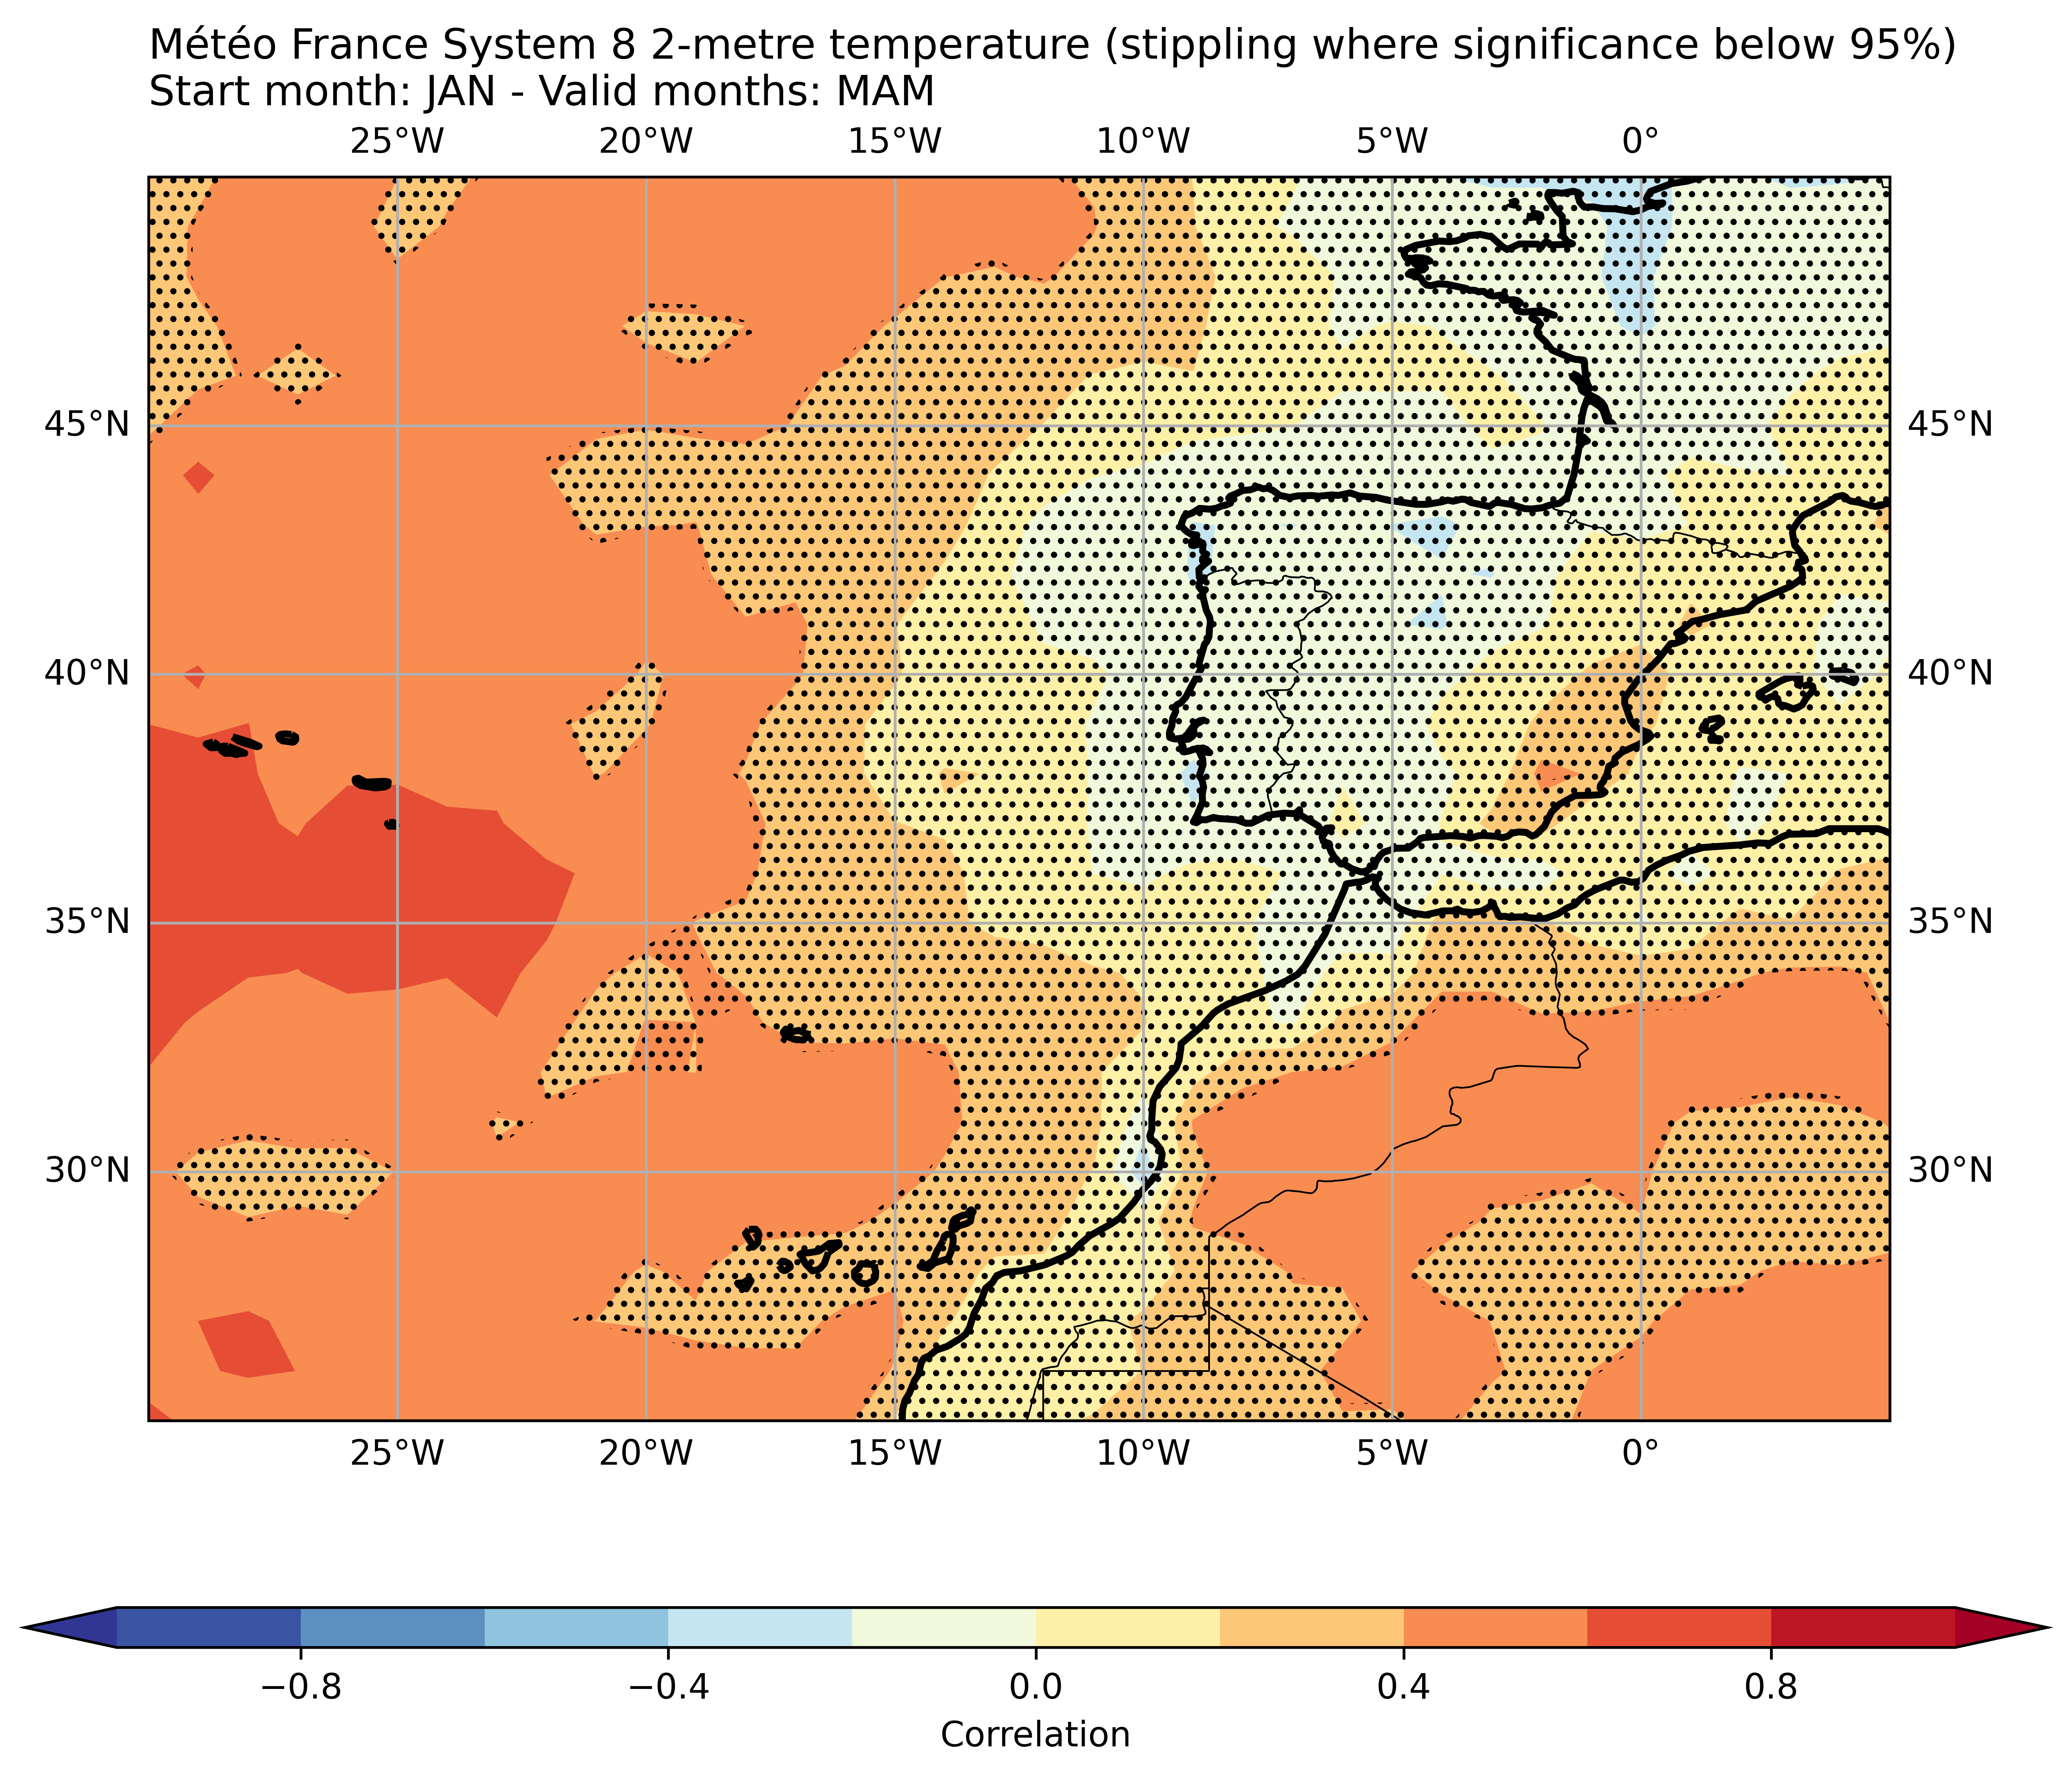 Météo France System 8 2-metre temperature (stippling where significance below 95%)
Start month: JAN - Valid months: MAM
25°W 20°W 15°W 10°W 5°W 0°
45°N 45°N
40°N 40°N
35°N 35°N
30°N 30°N
25°W 20°W 15°W 10°W 5°W 0°
−0.8 −0.4 0.0 0.4 0.8
Correlation